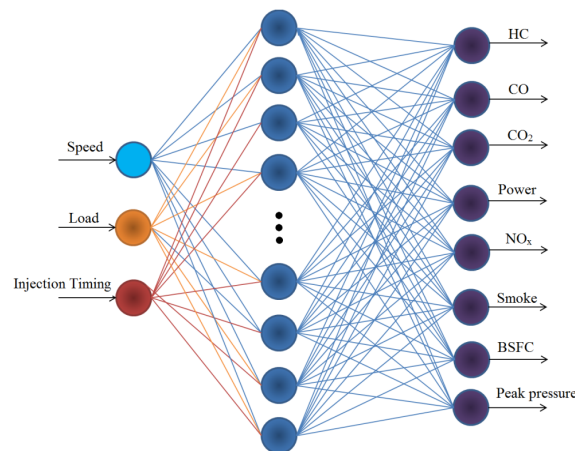 HC
CO
CO₂
Speed
Power
Load
NOₓ
Injection Timing
Smoke
BSFC
Peak pressure